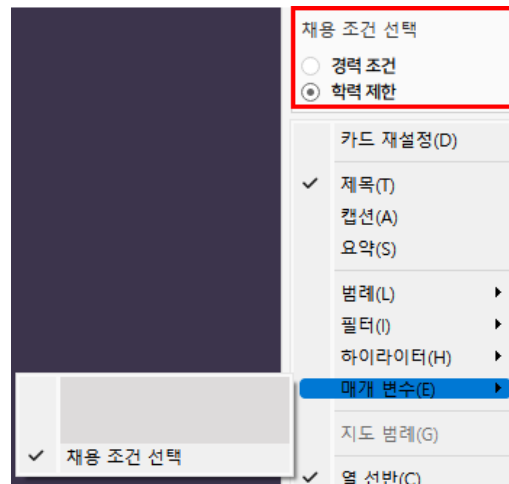 채용 조건 선택
경력 조건
학력 제한
카드 재설정(D)
제목(T)
캡션(A)
요약(S)
범례(L)
필터(I)
하이라이터(H)
매개 변수(E)
채용 조건 선택
지도 범례(G)
열 선반(C)